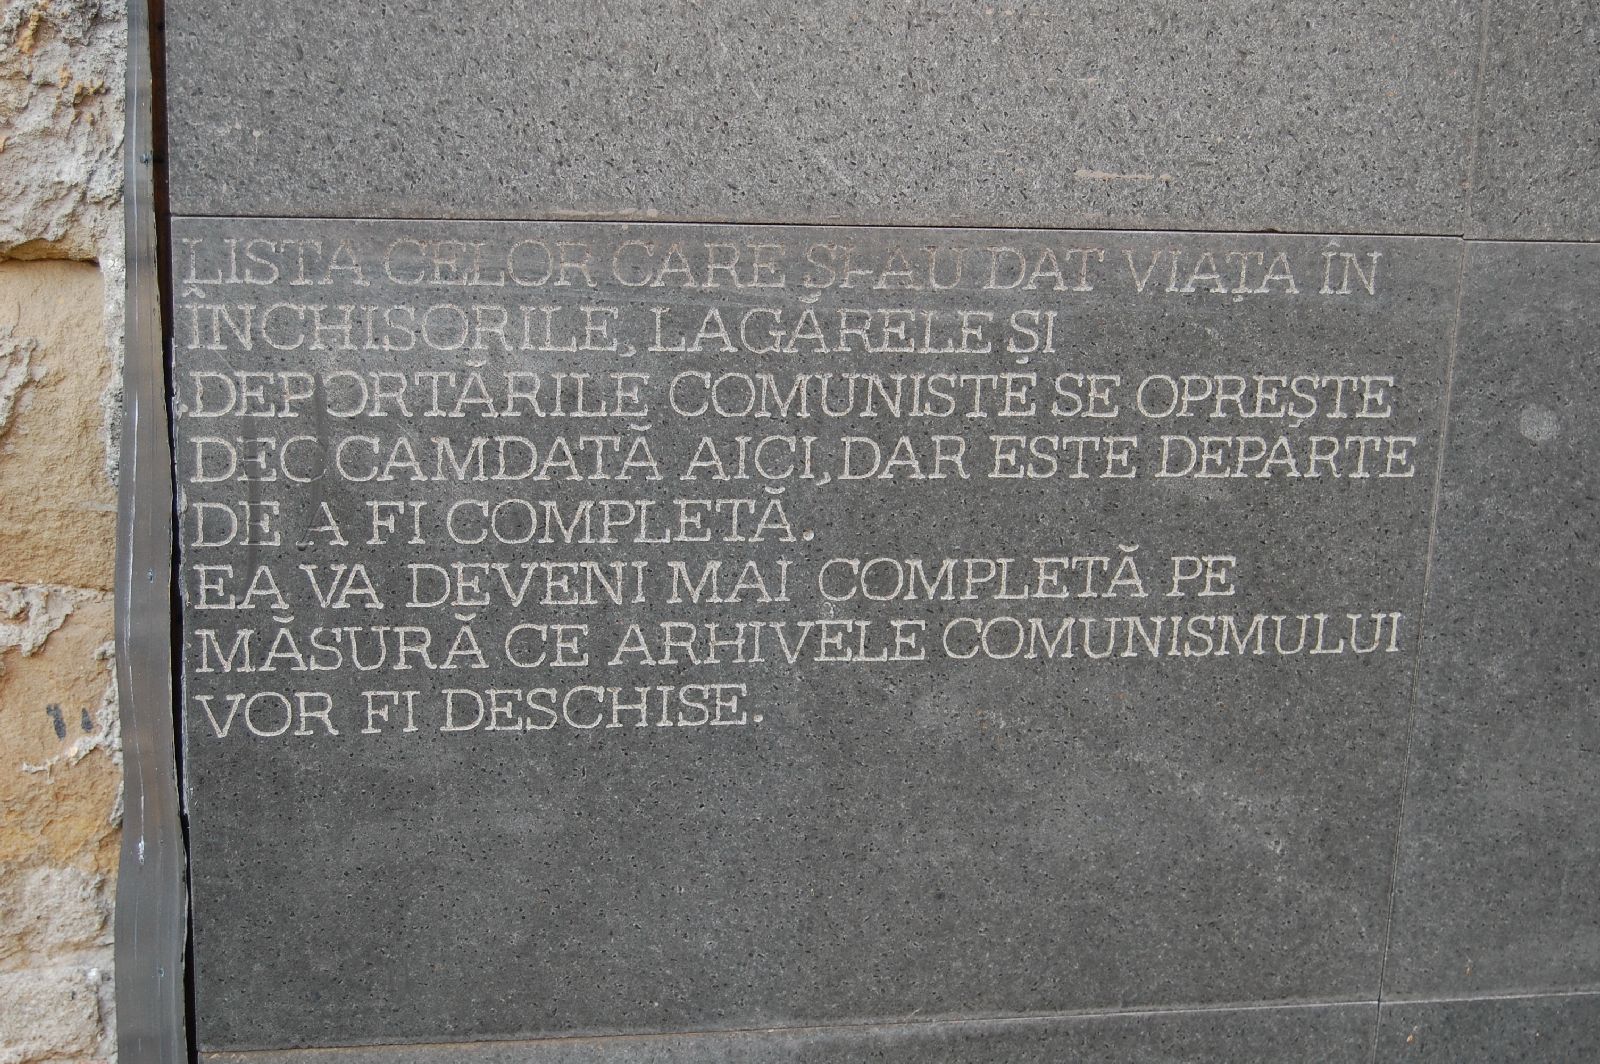 LISTA CELOR CARE ȘI-AU DAT VIAȚA ÎN
ÎNCHISORILE, LAGĂRELE ȘI
DEPORTĂRILE COMUNISTE SE OPREȘTE
DEO CAMDATĂ AICI, DAR ESTE DEPARTE
DE A FI COMPLETĂ.
EA VA DEVENI MAI COMPLETĂ PE
MĂSURĂ CE ARHIVELE COMUNISMULUI
VOR FI DESCHISE.